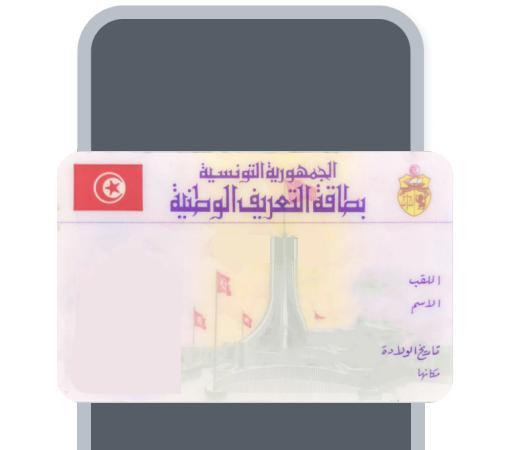 الجمهورية التونسية
بطاقة التعريف الوطنية
اللقب
الاسم
تاريخ الولادة
مكانها